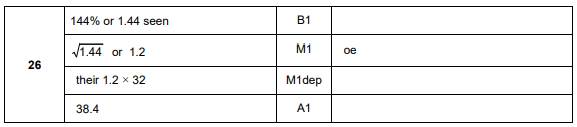 26
144% or 1.44 seen B1
√1.44 or 1.2 M1 oe
their 1.2 × 32 M1dep
38.4 A1